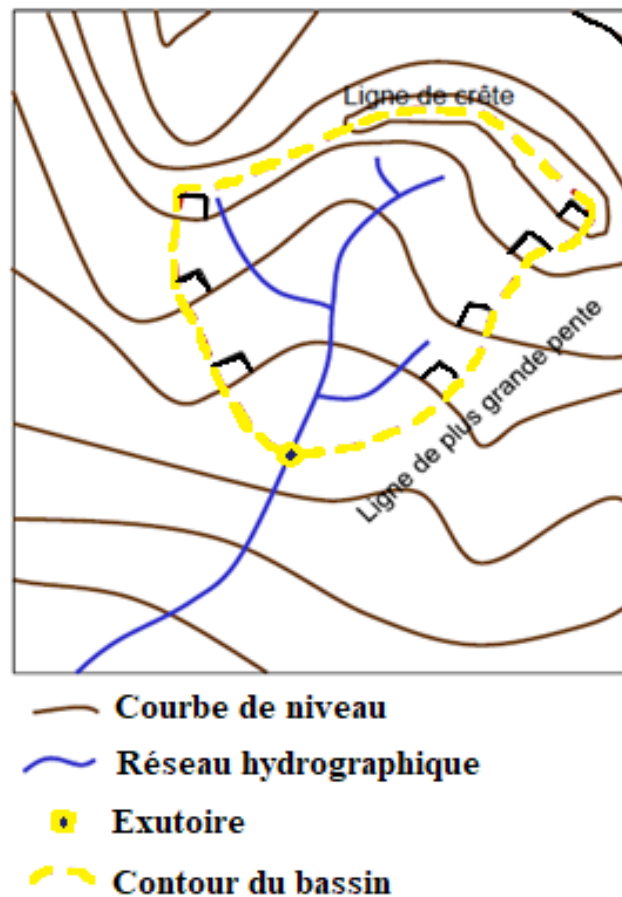 Ligne de crête
Ligne de plus grande pente
Courbe de niveau
Réseau hydrographique
Exutoire
Contour du bassin